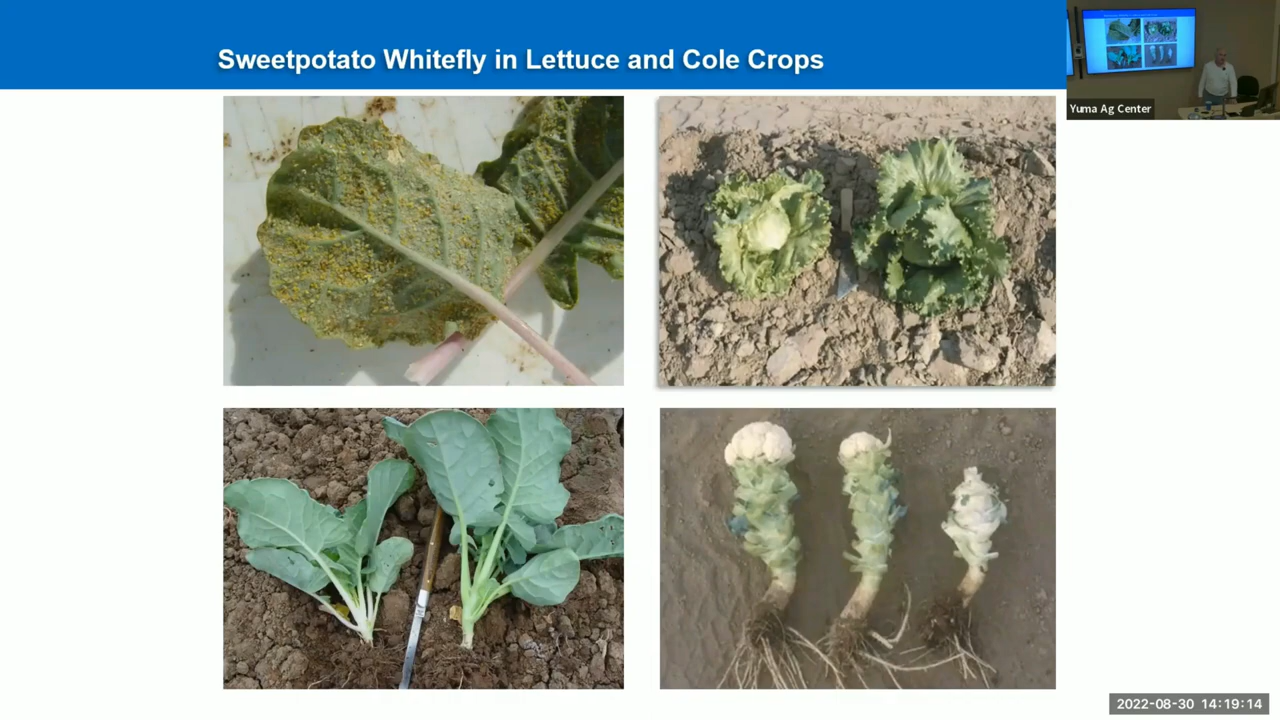 Sweetpotato Whitefly in Lettuce and Cole Crops
Yuma Ag Center
2022-08-30 14:19:14